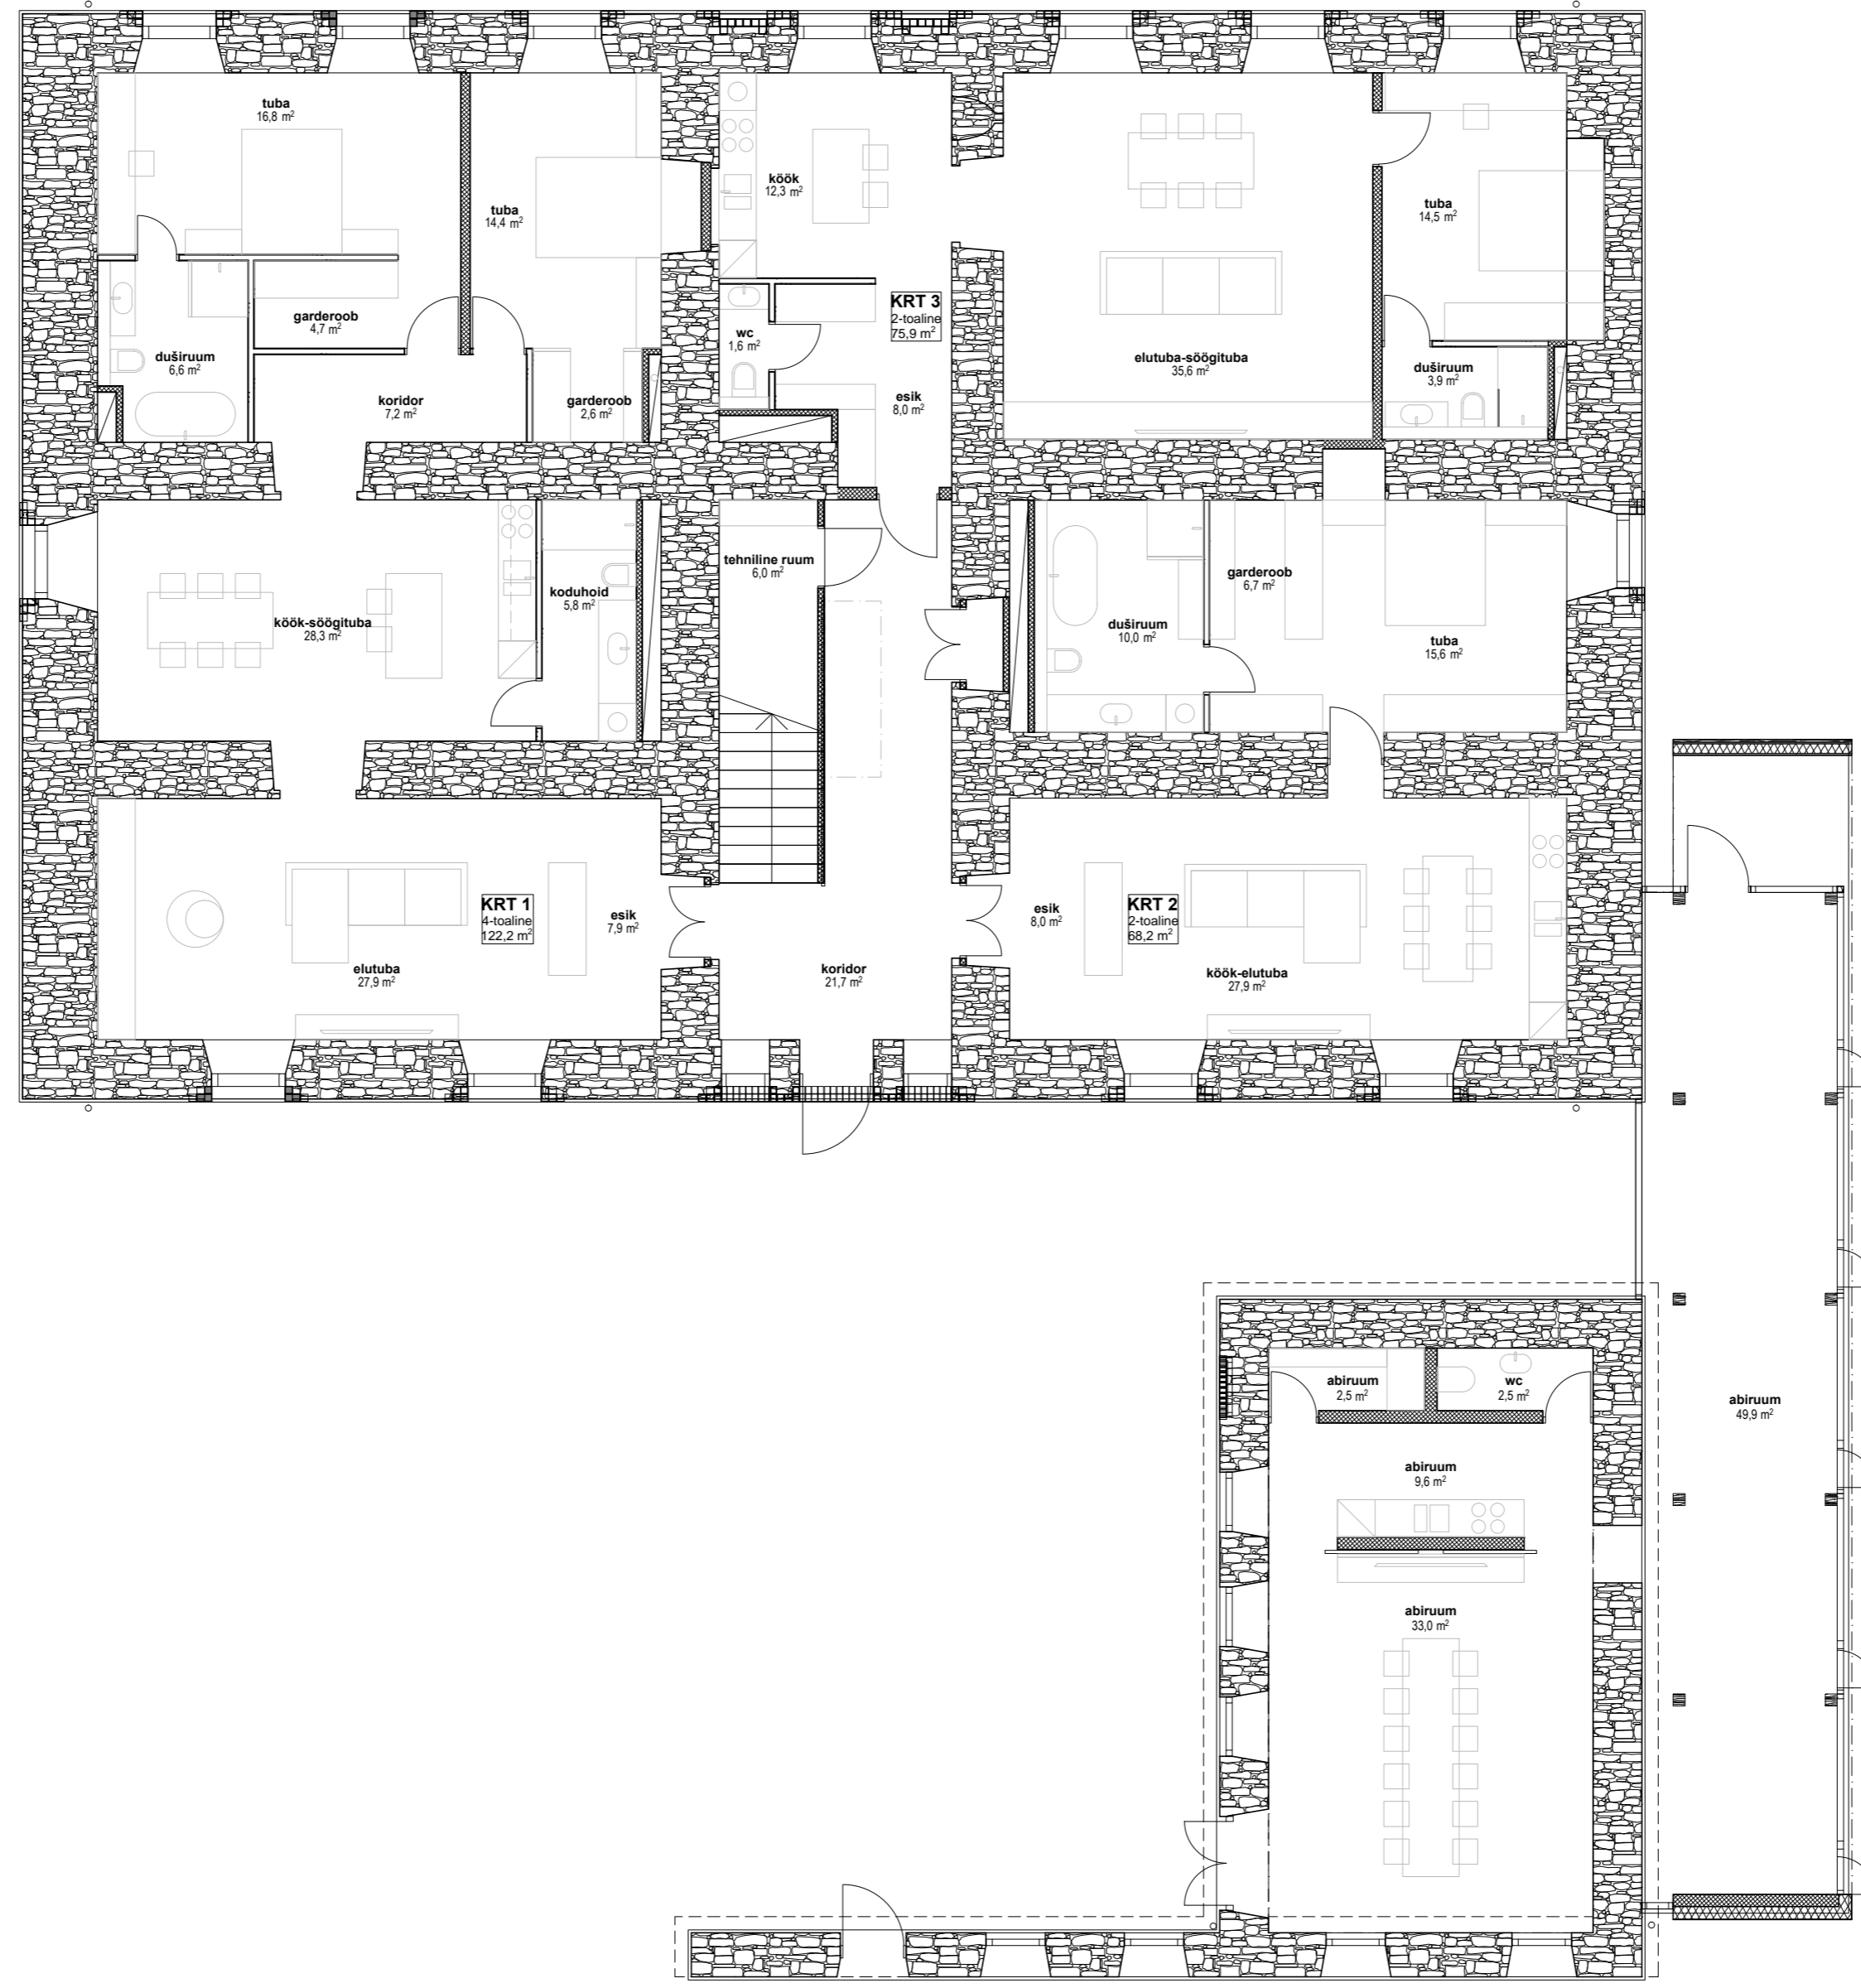 tuba
16,8 m²
tuba
14,4 m²
köök
12,3 m²
tuba
14,5 m²
garderoob
4,7 m²
duširuum
6,6 m²
koridor
7,2 m²
garderoob
2,6 m²
wc
1,6 m²
KRT 3
2-toaline
75,9 m²
esik
8,0 m²
elutuba-söögituba
35,6 m²
duširuum
3,9 m²
köök-söögituba
28,3 m²
koduhoid
5,8 m²
tehniline ruum
6,0 m²
duširuum
10,0 m²
garderoob
6,7 m²
tuba
15,6 m²
KRT 1
4-toaline
122,2 m²
esik
7,9 m²
elutuba
27,9 m²
koridor
21,7 m²
esik
8,0 m²
KRT 2
2-toaline
68,2 m²
köök-elutuba
27,9 m²
abiruum
2,5 m²
wc
2,5 m²
abiruum
49,9 m²
abiruum
9,6 m²
abiruum
33,0 m²